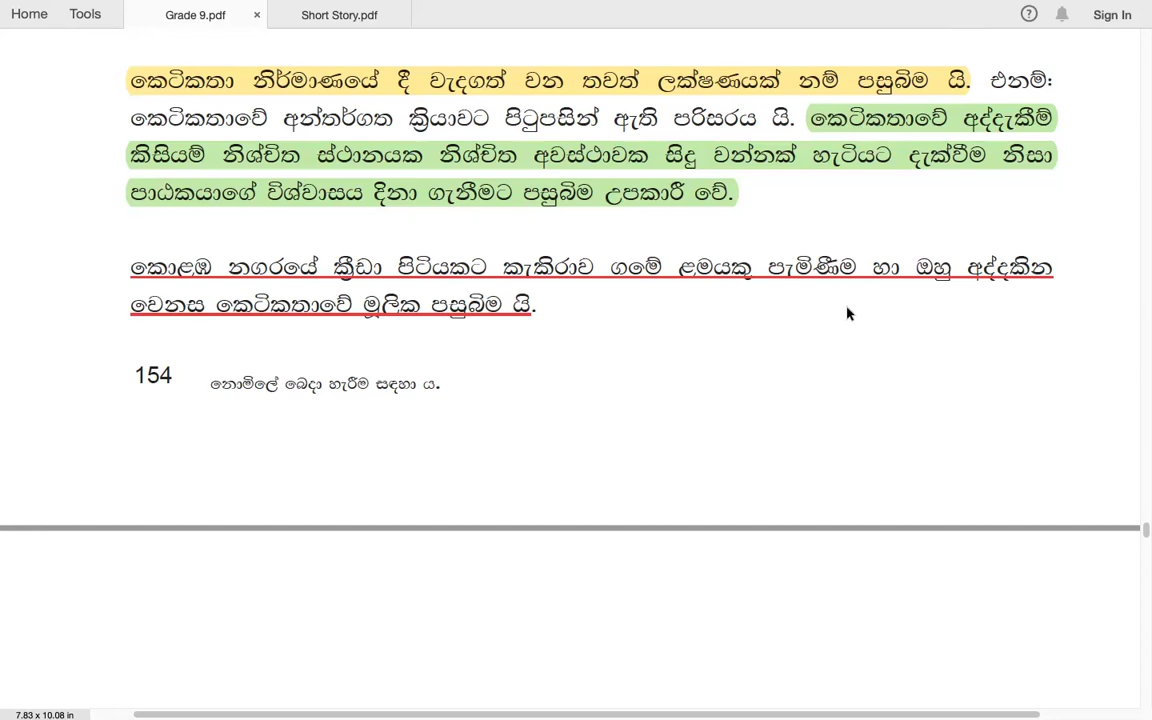 Home Tools Grade 9.pdf × Short Story.pdf ? Sign In
කෙටිකතා නිර්මාණයේ දී වැදගත් වන තවත් ලක්ෂණයක් නම් පසුබිම යි. එනම්:
කෙටිකතාවේ අන්තර්ගත ක්‍රියාවට පිටුපසින් ඇති පරිසරය යි. කෙටිකතාවේ අද්දැකීම්
කිසියම් නිශ්චිත ස්ථානයක නිශ්චිත අවස්ථාවක සිදු වන්නක් හැටියට දැක්වීම නිසා
පාඨකයාගේ විශ්වාසය දිනා ගැනීමට පසුබිම උපකාරී වේ.
කොළඹ නගරයේ ක්‍රීඩා පිටියකට කැකිරාව ගමේ ළමයකු පැමිණීම හා ඔහු අද්දකින
වෙනස කෙටිකතාවේ මූලික පසුබිම යි.
154 නොමිලේ බෙදා හැරීම සඳහා ය.
7.83 x 10.08 in